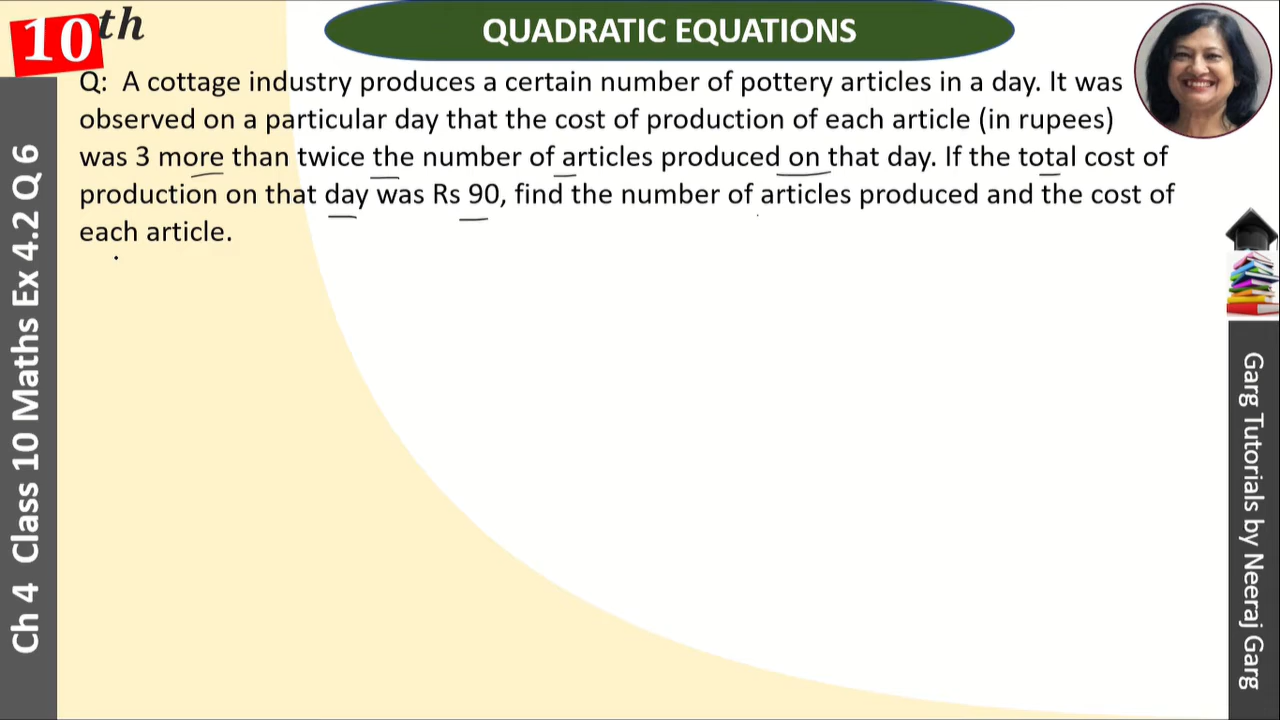 10th
QUADRATIC EQUATIONS
Q: A cottage industry produces a certain number of pottery articles in a day. It was
observed on a particular day that the cost of production of each article (in rupees)
was 3 more than twice the number of articles produced on that day. If the total cost of
production on that day was Rs 90, find the number of articles produced and the cost of
each article.
Ch 4 Class 10 Maths Ex 4.2 Q 6
Garg Tutorials by Neeraj Garg